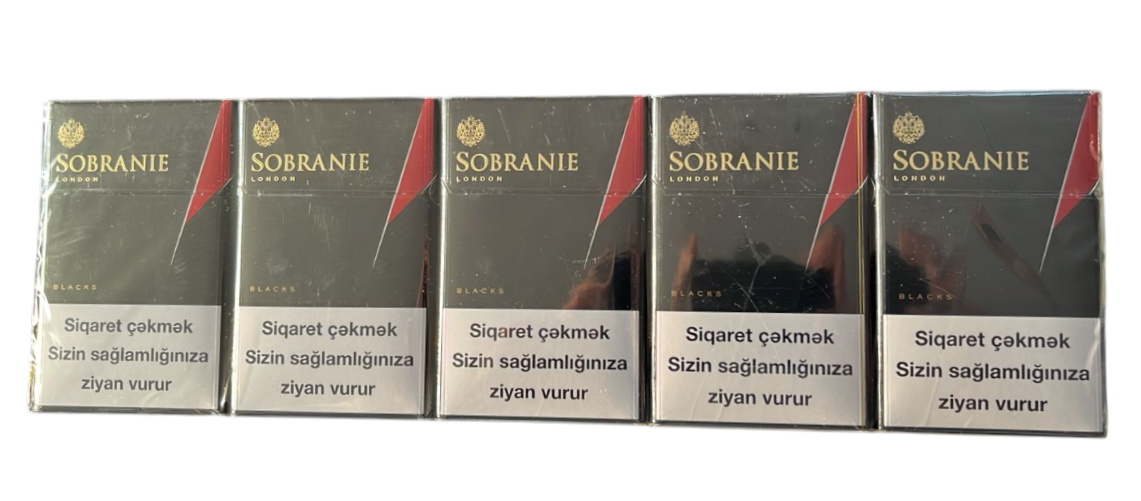 SOBRANIE
LONDON
BLACKS
Siqaret çəkmək
Sizin sağlamlığınıza
ziyan vurur
SOBRANIE
LONDON
BLACKS
Siqaret çəkmək
Sizin sağlamlığınıza
ziyan vurur
SOBRANIE
LONDON
BLACKS
Siqaret çəkmək
Sizin sağlamlığınıza
ziyan vurur
SOBRANIE
LONDON
BLACKS
Siqaret çəkmək
Sizin sağlamlığınıza
ziyan vurur
SOBRANIE
LONDON
BLACKS
Siqaret çəkmək
Sizin sağlamlığınıza
ziyan vurur